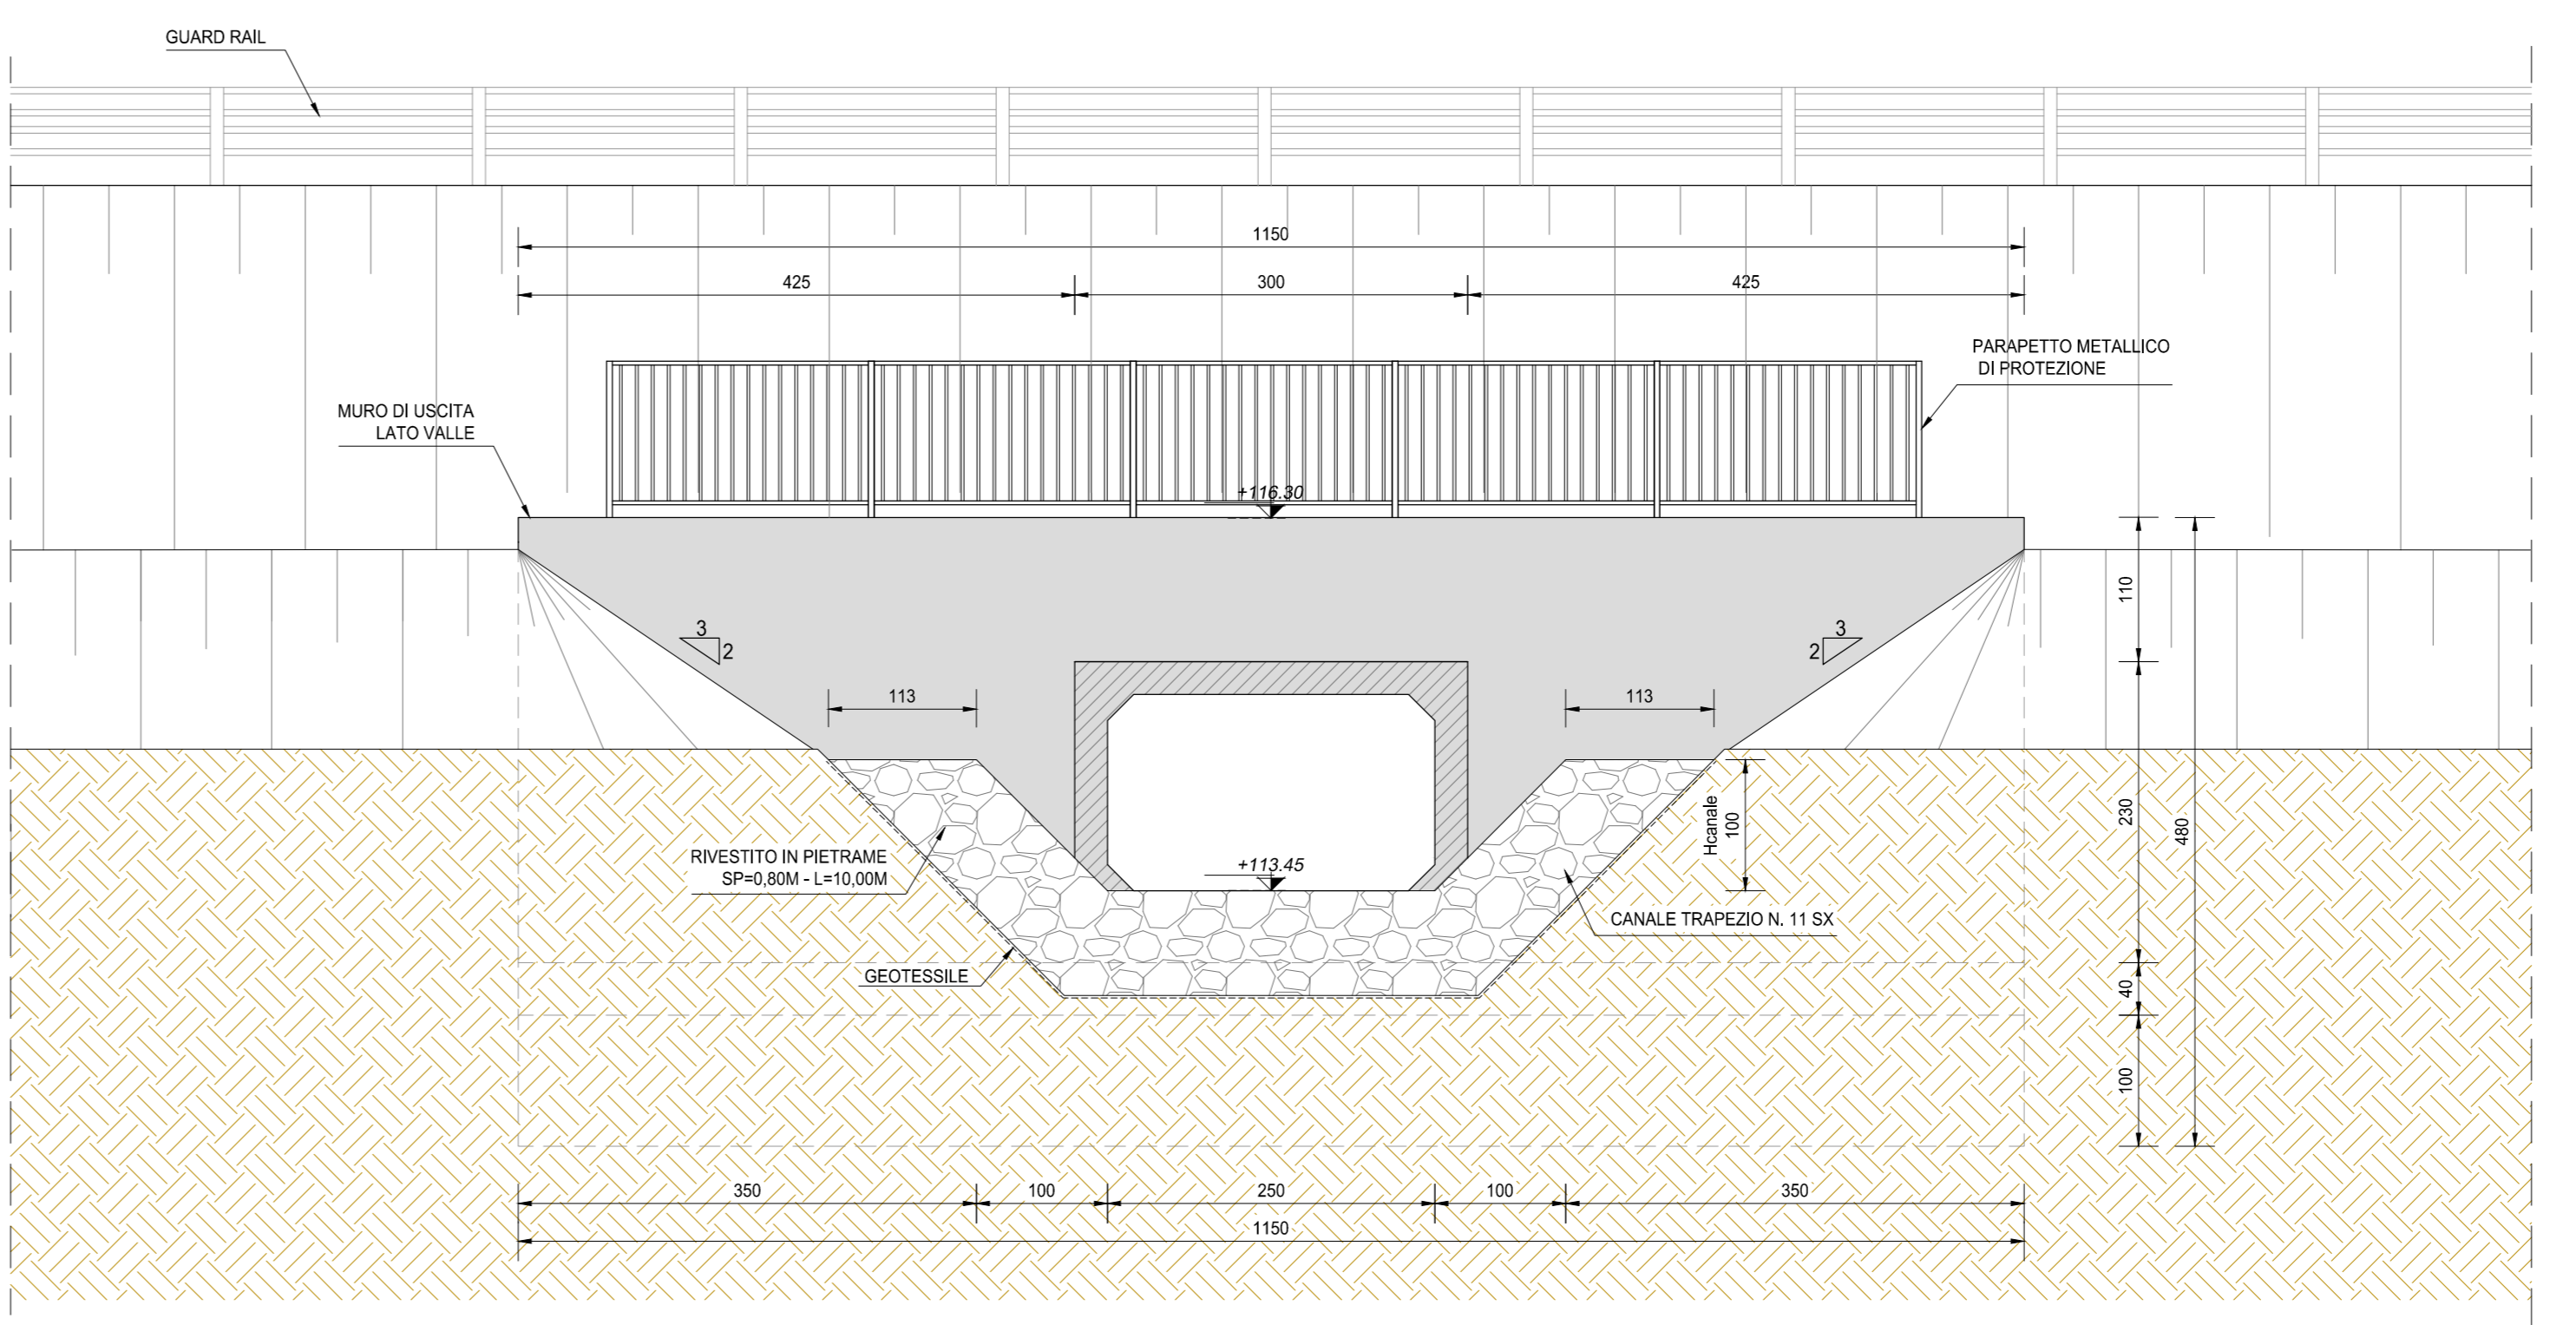 GUARD RAIL
1150
425
300
425
PARAPETTO METALLICO
DI PROTEZIONE
MURO DI USCITA
LATO VALLE
+116.30
110
3
2
3
2
113
113
Hcanale
100
230
480
RIVESTITO IN PIETRAME
SP=0,80M - L=10,00M
+113.45
CANALE TRAPEZIO N. 11 SX
GEOTESSILE
40
100
350
100
250
100
350
1150